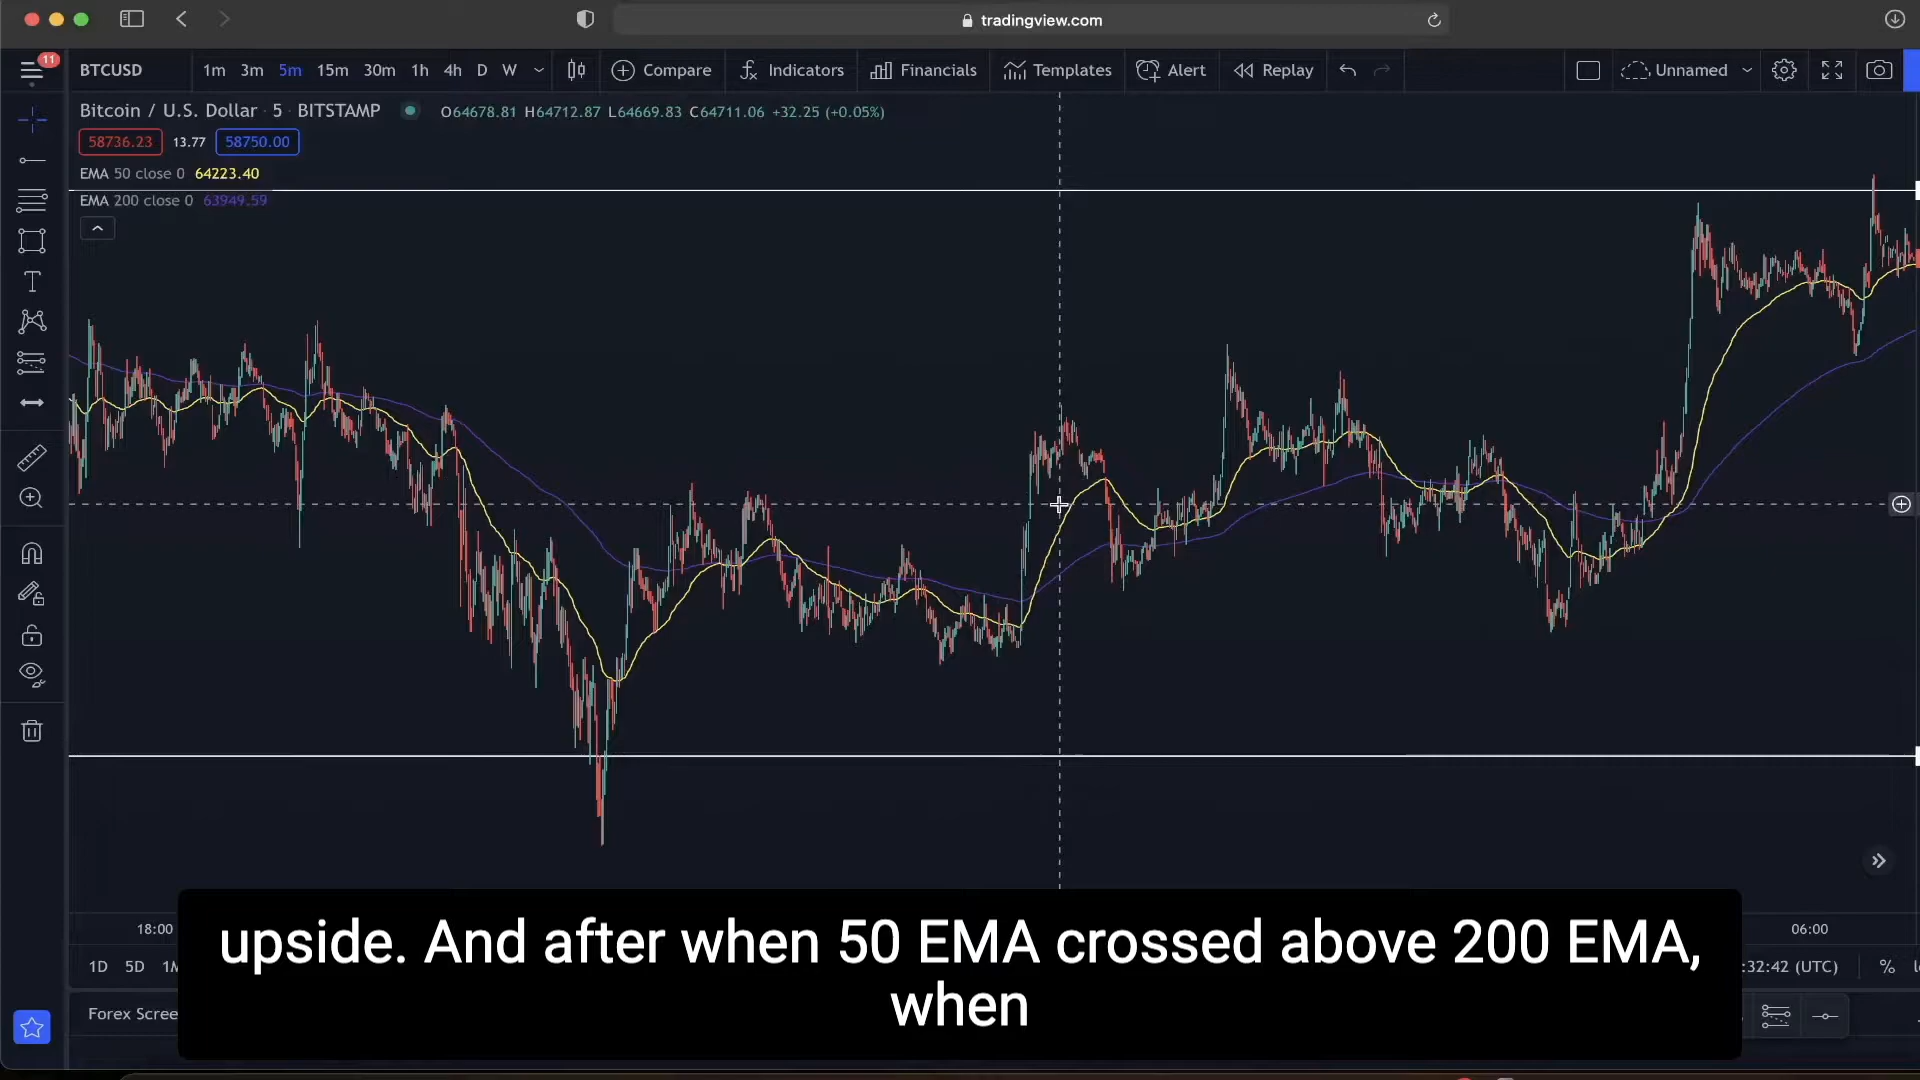 tradingview.com
11
BTCUSD 1m 3m 5m 15m 30m 1h 4h D W Compare Indicators Financials Templates Alert Replay Unnamed
Bitcoin / U.S. Dollar · 5 · BITSTAMP O64678.81 H64712.87 L64669.83 C64711.06 +32.25 (+0.05%)
58736.23 13.77 58750.00
EMA 50 close 0 64223.40
EMA 200 close 0 63949.59
18:00 06:00
1D 5D :32:42 (UTC) %
Forex Scree
upside. And after when 50 EMA crossed above 200 EMA,
when